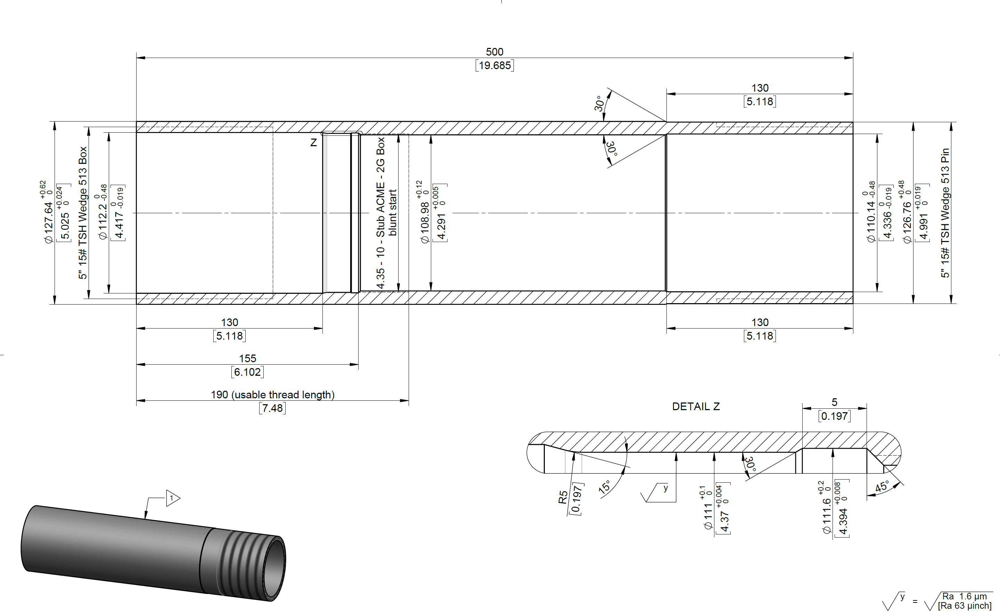 500
[19.685]
130
[5.118]
30°
30°
Z
⌀127.64 +0.62 0
[5.025 +0.024 0]
5" 15# TSH Wedge 513 Box
⌀112.2 0 -0.48
[4.417 0 -0.019]
4.35 - 10 - Stub ACME - 2G Box
blunt start
⌀108.98 +0.12 0
[4.291 +0.005 0]
⌀110.14 0 -0.48
[4.336 0 -0.019]
⌀126.76 +0.48 0
[4.991 +0.019 0]
5" 15# TSH Wedge 513 Pin
130
[5.118]
130
[5.118]
155
[6.102]
190 (usable thread length)
[7.48]
DETAIL Z
5
[0.197]
R5
[0.197]
15°
y
30°
⌀111 +0.1 0
[4.37 +0.004 0]
⌀111.6 +0.2 0
[4.394 +0.008 0]
45°
1
y = Ra 1.6 µm
[Ra 63 µinch]